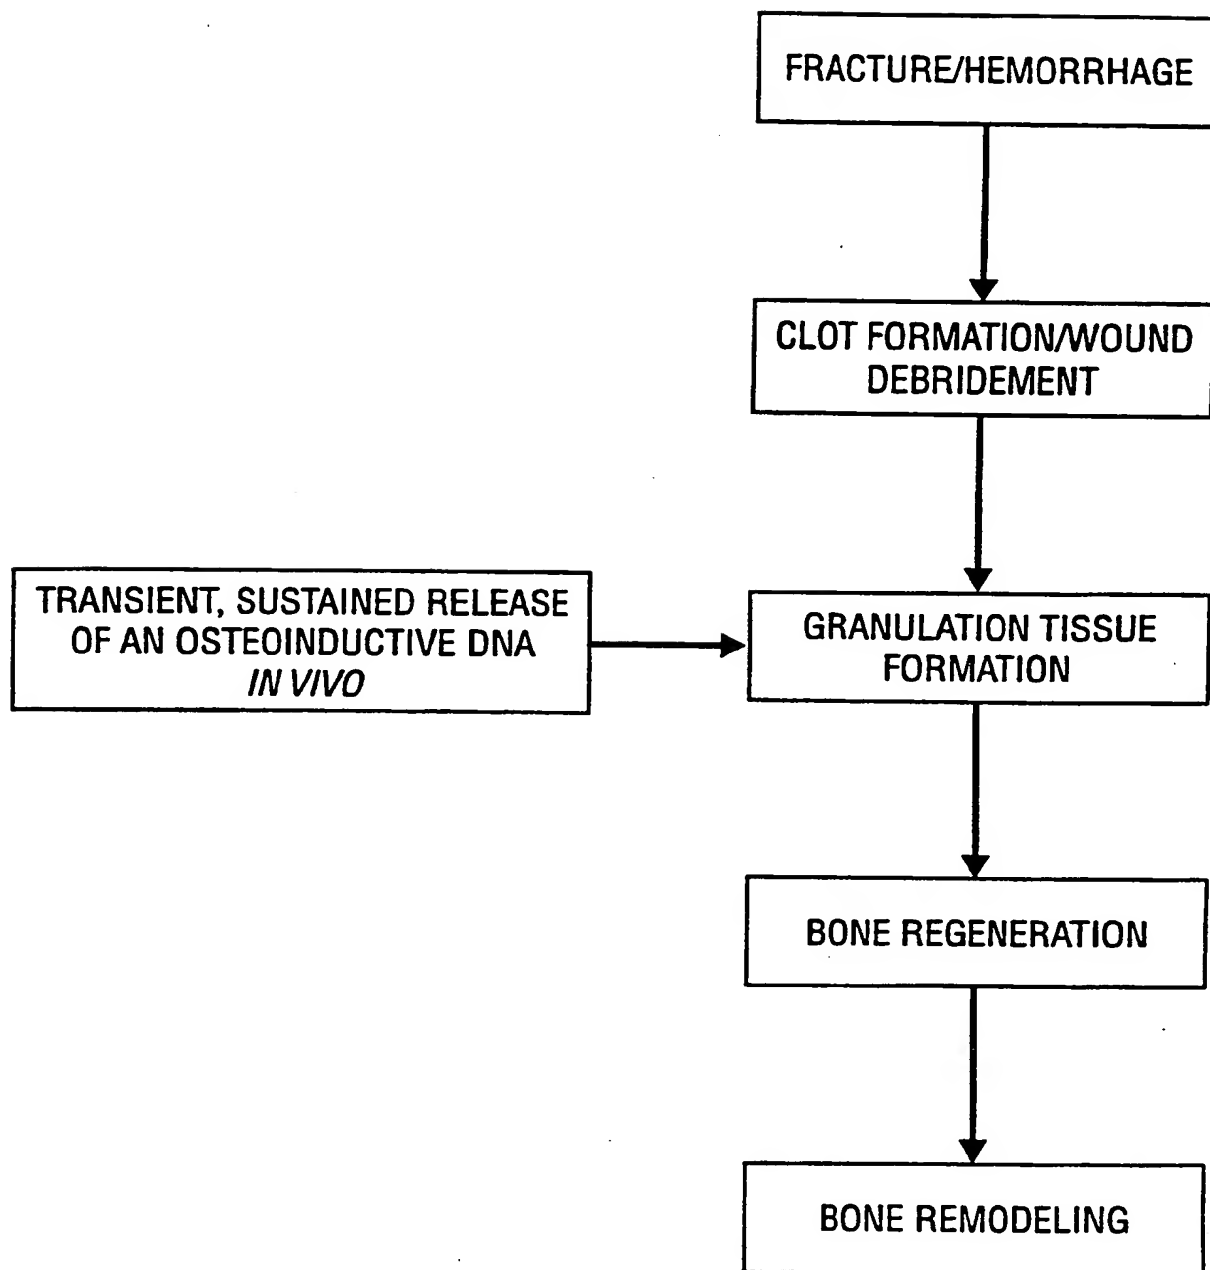 FRACTURE/HEMORRHAGE
CLOT FORMATION/WOUND
DEBRIDEMENT
TRANSIENT, SUSTAINED RELEASE
OF AN OSTEOINDUCTIVE DNA
IN VIVO
GRANULATION TISSUE
FORMATION
BONE REGENERATION
BONE REMODELING